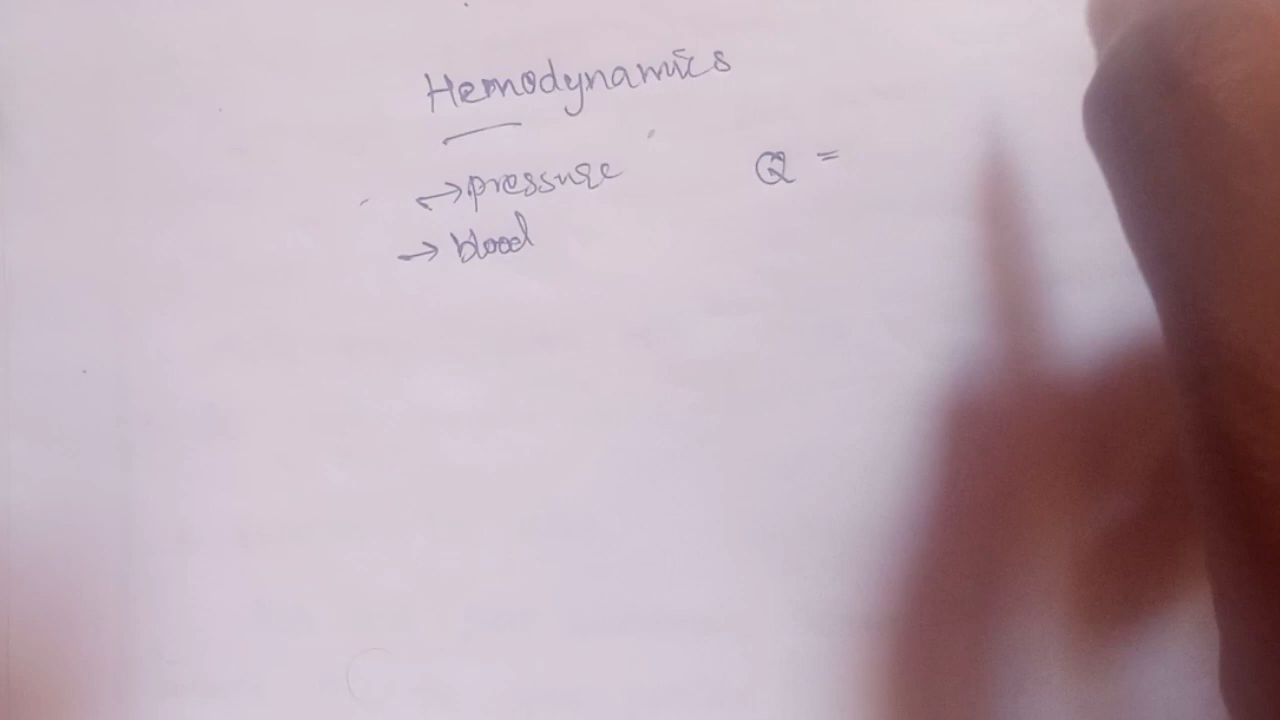 Hemodynamics
→ pressure
Q =
→ blood